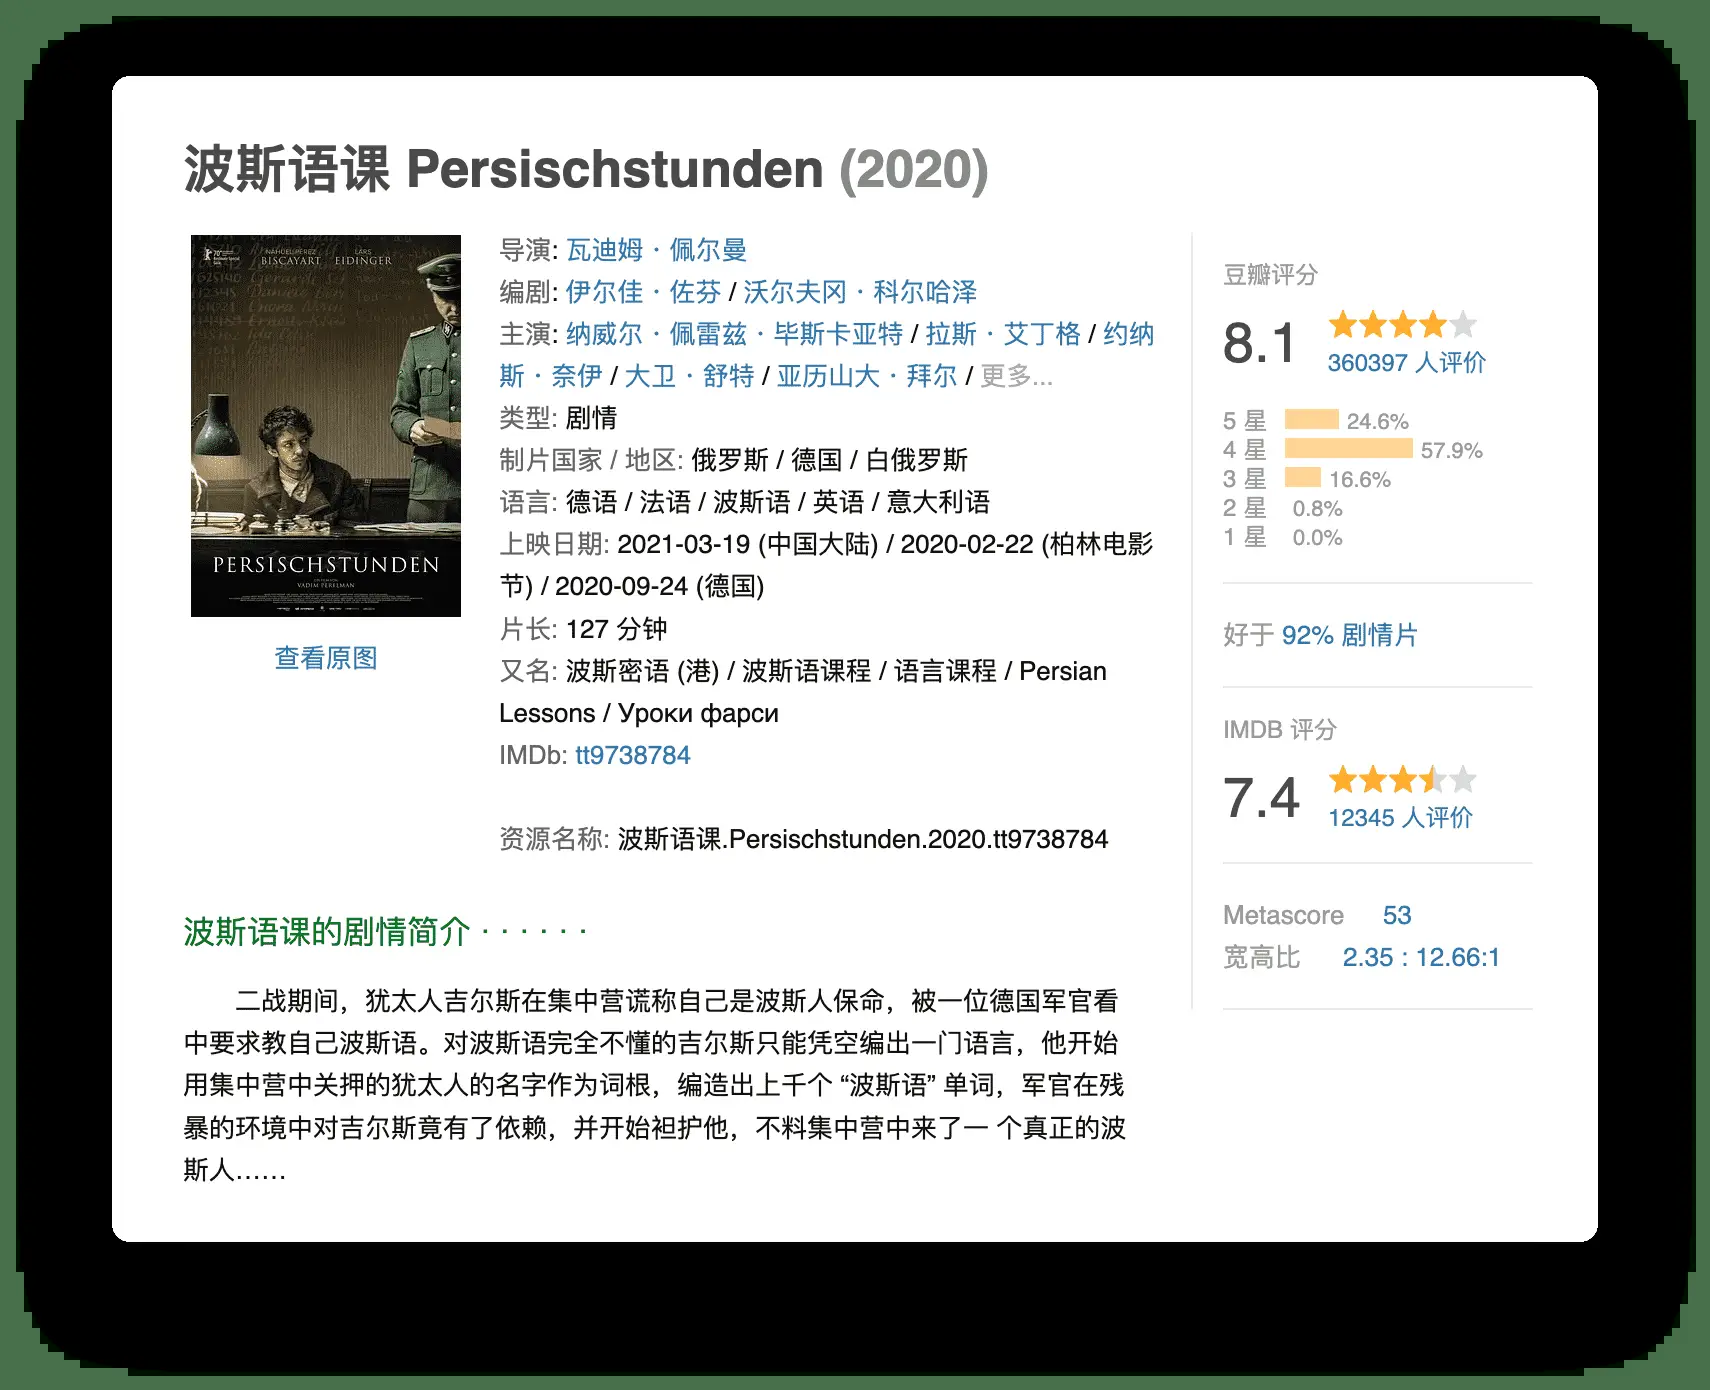 波斯语课 Persischstunden (2020)
NAHUEL PÉREZ
BISCAYART
LARS
EIDINGER
PERSISCHSTUNDEN
VADIM PERELMAN
查看原图
导演: 瓦迪姆 · 佩尔曼
编剧: 伊尔佳 · 佐芬 / 沃尔夫冈 · 科尔哈泽
主演: 纳威尔 · 佩雷兹 · 毕斯卡亚特 / 拉斯 · 艾丁格 / 约纳
斯 · 奈伊 / 大卫 · 舒特 / 亚历山大 · 拜尔 / 更多...
类型: 剧情
制片国家 / 地区: 俄罗斯 / 德国 / 白俄罗斯
语言: 德语 / 法语 / 波斯语 / 英语 / 意大利语
上映日期: 2021-03-19 (中国大陆) / 2020-02-22 (柏林电影
节) / 2020-09-24 (德国)
片长: 127 分钟
又名: 波斯密语 (港) / 波斯语课程 / 语言课程 / Persian
Lessons / Уроки фарси
IMDb: tt9738784
资源名称: 波斯语课.Persischstunden.2020.tt9738784
豆瓣评分
8.1
360397 人评价
5 星 24.6%
4 星 57.9%
3 星 16.6%
2 星 0.8%
1 星 0.0%
好于 92% 剧情片
IMDB 评分
7.4
12345 人评价
Metascore 53
宽高比 2.35 : 12.66:1
波斯语课的剧情简介 · · · · · ·
二战期间，犹太人吉尔斯在集中营谎称自己是波斯人保命，被一位德国军官看
中要求教自己波斯语。对波斯语完全不懂的吉尔斯只能凭空编出一门语言，他开始
用集中营中关押的犹太人的名字作为词根，编造出上千个 “波斯语” 单词，军官在残
暴的环境中对吉尔斯竟有了依赖，并开始袒护他，不料集中营中来了一 个真正的波
斯人……